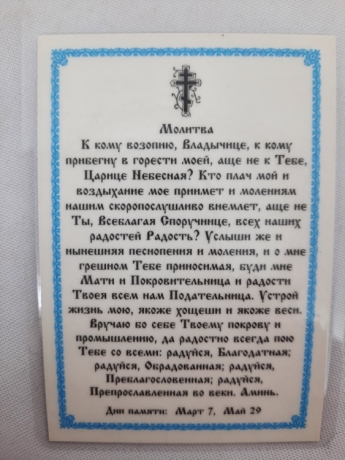 Молитва
К кому возопию, Владычице, к кому
прибегну в горести моей, аще не к Тебе,
Царице Небесная? Кто плач мой и
воздыхание мое приимет и молениям
нашим скоропослушливо внемлет, аще не
Ты, Всеблагая Споручнице, всех наших
радостей Радость? Услыши же и
нынешняя песнопения и моления, и о мне
грешном Тебе приносимая, буди мне
Мати и Покровительница и радости
Твоея всем нам Подательница. Устрой
жизнь мою, якоже хощеши и якоже веси.
Вручаю бо себе Твоему покрову и
промышлению, да радостно всегда пою
Тебе со всеми: радуйся, Благодатная;
радуйся, Обрадованная; радуйся,
Преблагословенная; радуйся,
Препрославленная во веки. Аминь.
Дни памяти: Март 7, Май 29